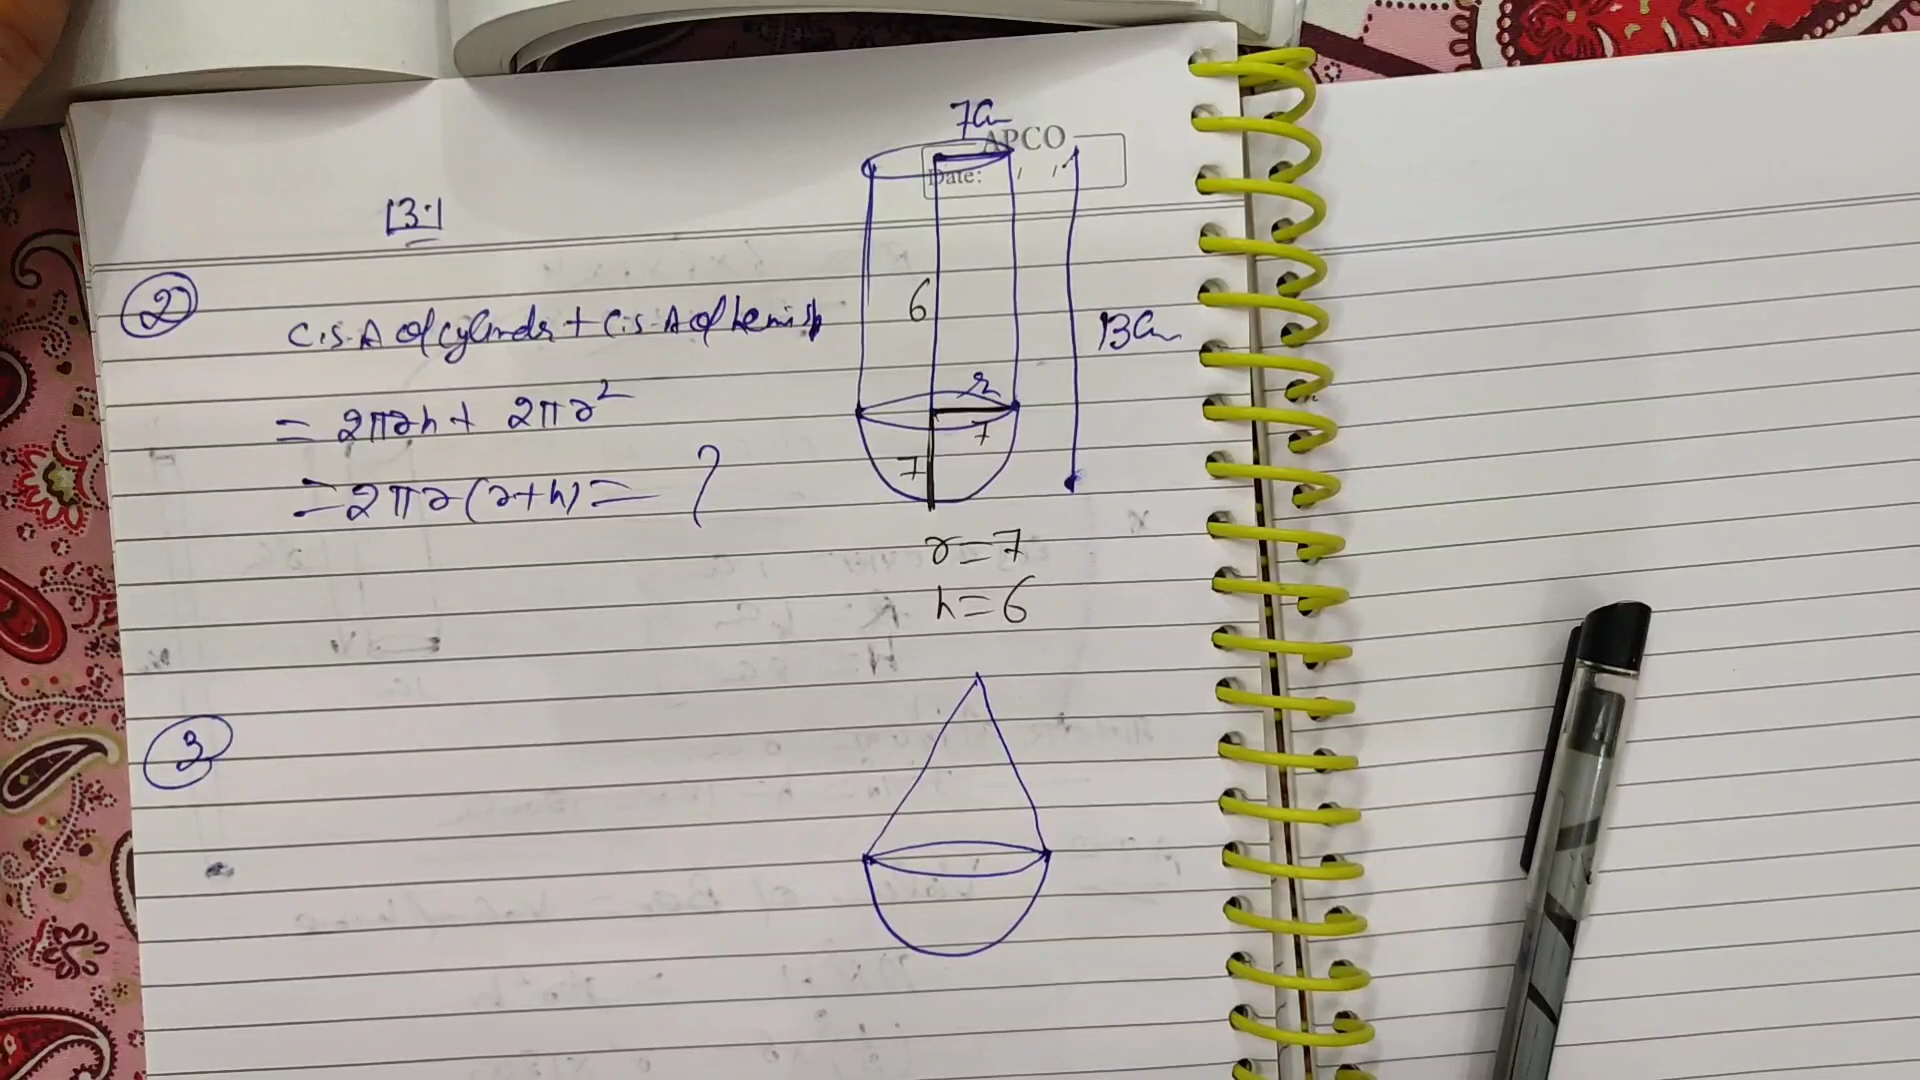 7cm
APCO
Date: / /
13.1
2
C.S.A of cylinder + C.S.A of hemisp
6
13cm
r
= 2πrh + 2πr²
7
7
= 2πr(r+h) = ?
r=7
h=6
3